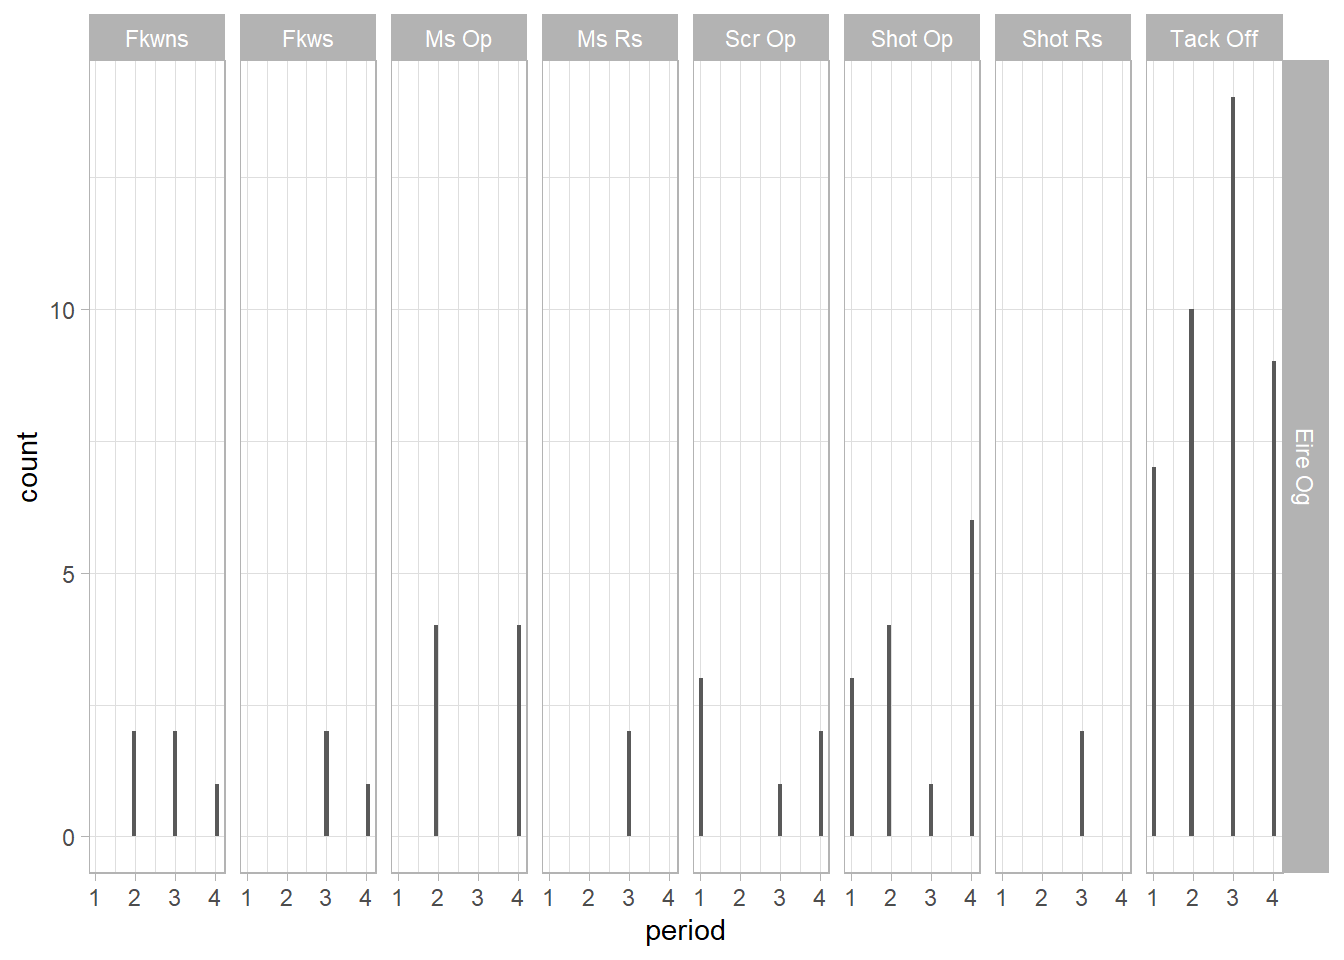 Fkwns Fkws Ms Op Ms Rs Scr Op Shot Op Shot Rs Tack Off
10
5
0
count
Eire Og
1 2 3 4 1 2 3 4 1 2 3 4 1 2 3 4 1 2 3 4 1 2 3 4 1 2 3 4 1 2 3 4
period